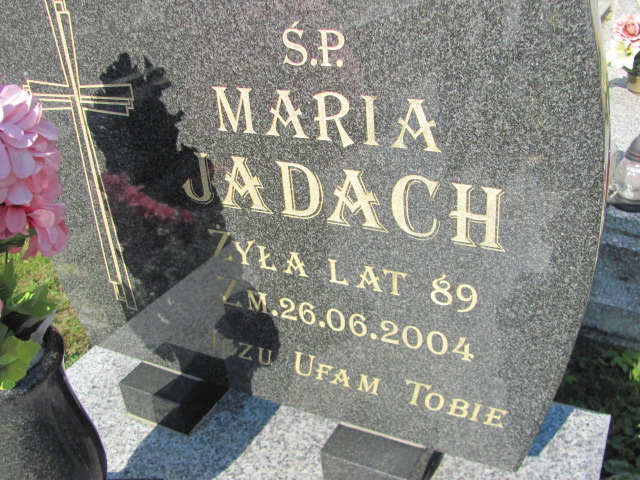 Ś.P.
MARIA
JADACH
ŻYŁA LAT 89
ZM.26.06.2004
UFAM TOBIE